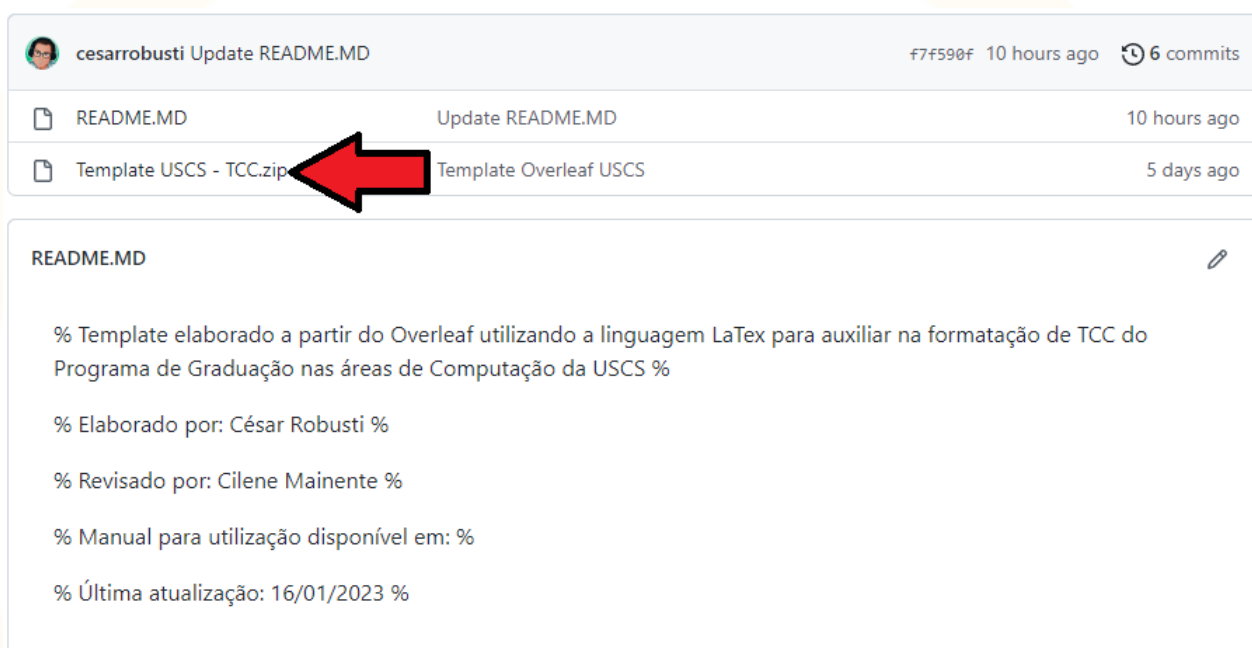 cesarrobusti Update README.MD f7f590f 10 hours ago 6 commits
README.MD Update README.MD 10 hours ago
Template USCS - TCC.zip Template Overleaf USCS 5 days ago
README.MD
% Template elaborado a partir do Overleaf utilizando a linguagem LaTex para auxiliar na formatação de TCC do
Programa de Graduação nas áreas de Computação da USCS %
% Elaborado por: César Robusti %
% Revisado por: Cilene Mainente %
% Manual para utilização disponível em: %
% Última atualização: 16/01/2023 %